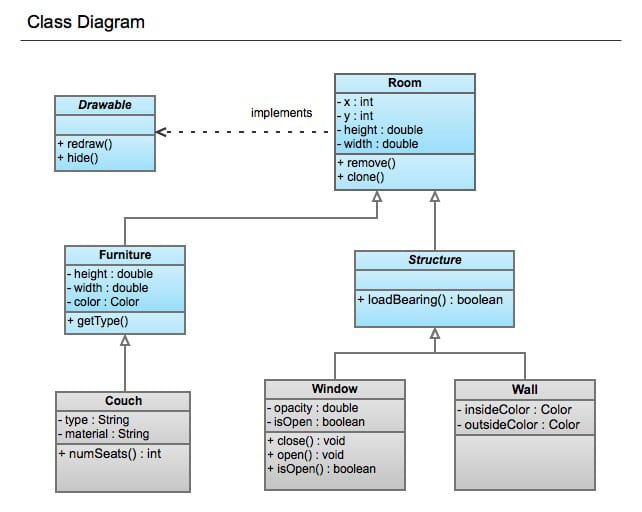 Class Diagram
Drawable
+ redraw()
+ hide()
implements
Room
- x : int
- y : int
- height : double
- width : double
+ remove()
+ clone()
Furniture
- height : double
- width : double
- color : Color
+ getType()
Structure
+ loadBearing() : boolean
Couch
- type : String
- material : String
+ numSeats() : int
Window
- opacity : double
- isOpen : boolean
+ close() : void
+ open() : void
+ isOpen() : boolean
Wall
- insideColor : Color
- outsideColor : Color